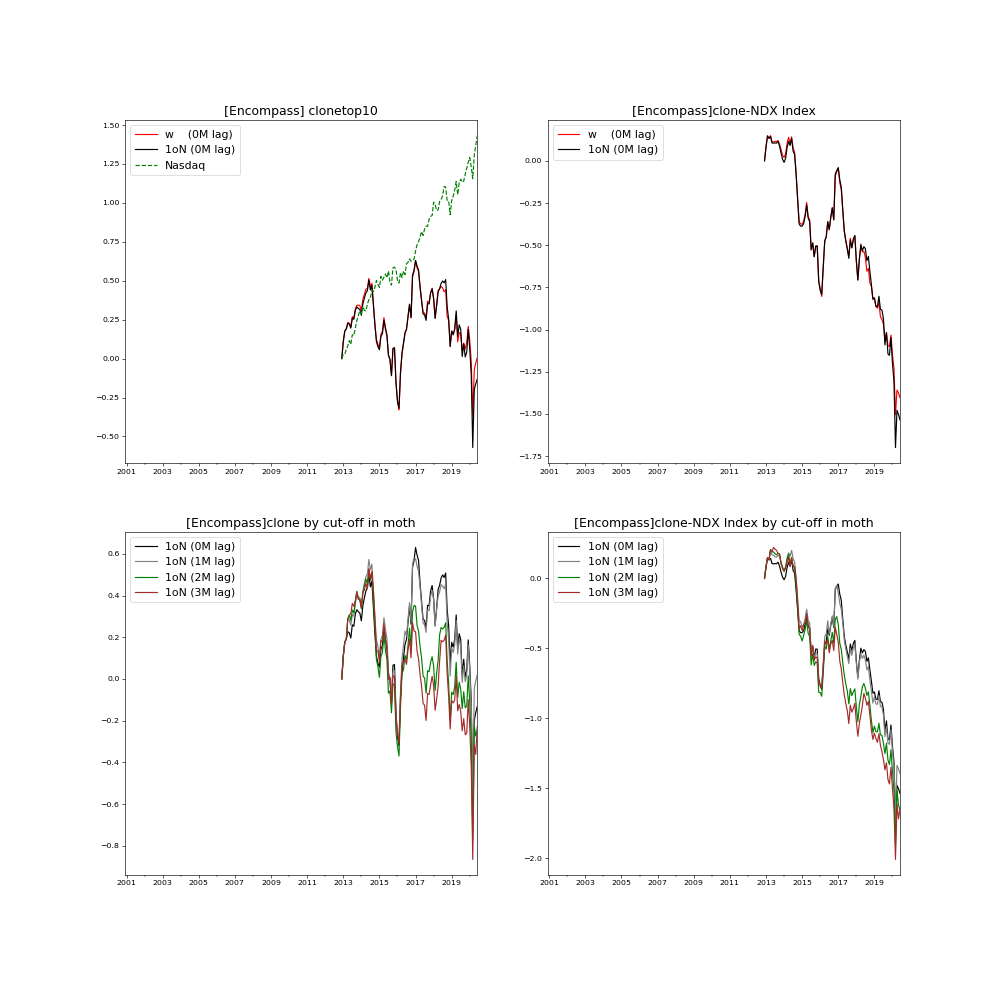 [Encompass] clonetop10
w    (0M lag)
1oN (0M lag)
Nasdaq
1.50
1.25
1.00
0.75
0.50
0.25
0.00
−0.25
−0.50
2001 2003 2005 2007 2009 2011 2013 2015 2017 2019
[Encompass]clone-NDX Index
w    (0M lag)
1oN (0M lag)
0.00
−0.25
−0.50
−0.75
−1.00
−1.25
−1.50
−1.75
2001 2003 2005 2007 2009 2011 2013 2015 2017 2019
[Encompass]clone by cut-off in moth
1oN (0M lag)
1oN (1M lag)
1oN (2M lag)
1oN (3M lag)
0.6
0.4
0.2
0.0
−0.2
−0.4
−0.6
−0.8
2001 2003 2005 2007 2009 2011 2013 2015 2017 2019
[Encompass]clone-NDX Index by cut-off in moth
1oN (0M lag)
1oN (1M lag)
1oN (2M lag)
1oN (3M lag)
0.0
−0.5
−1.0
−1.5
−2.0
2001 2003 2005 2007 2009 2011 2013 2015 2017 2019